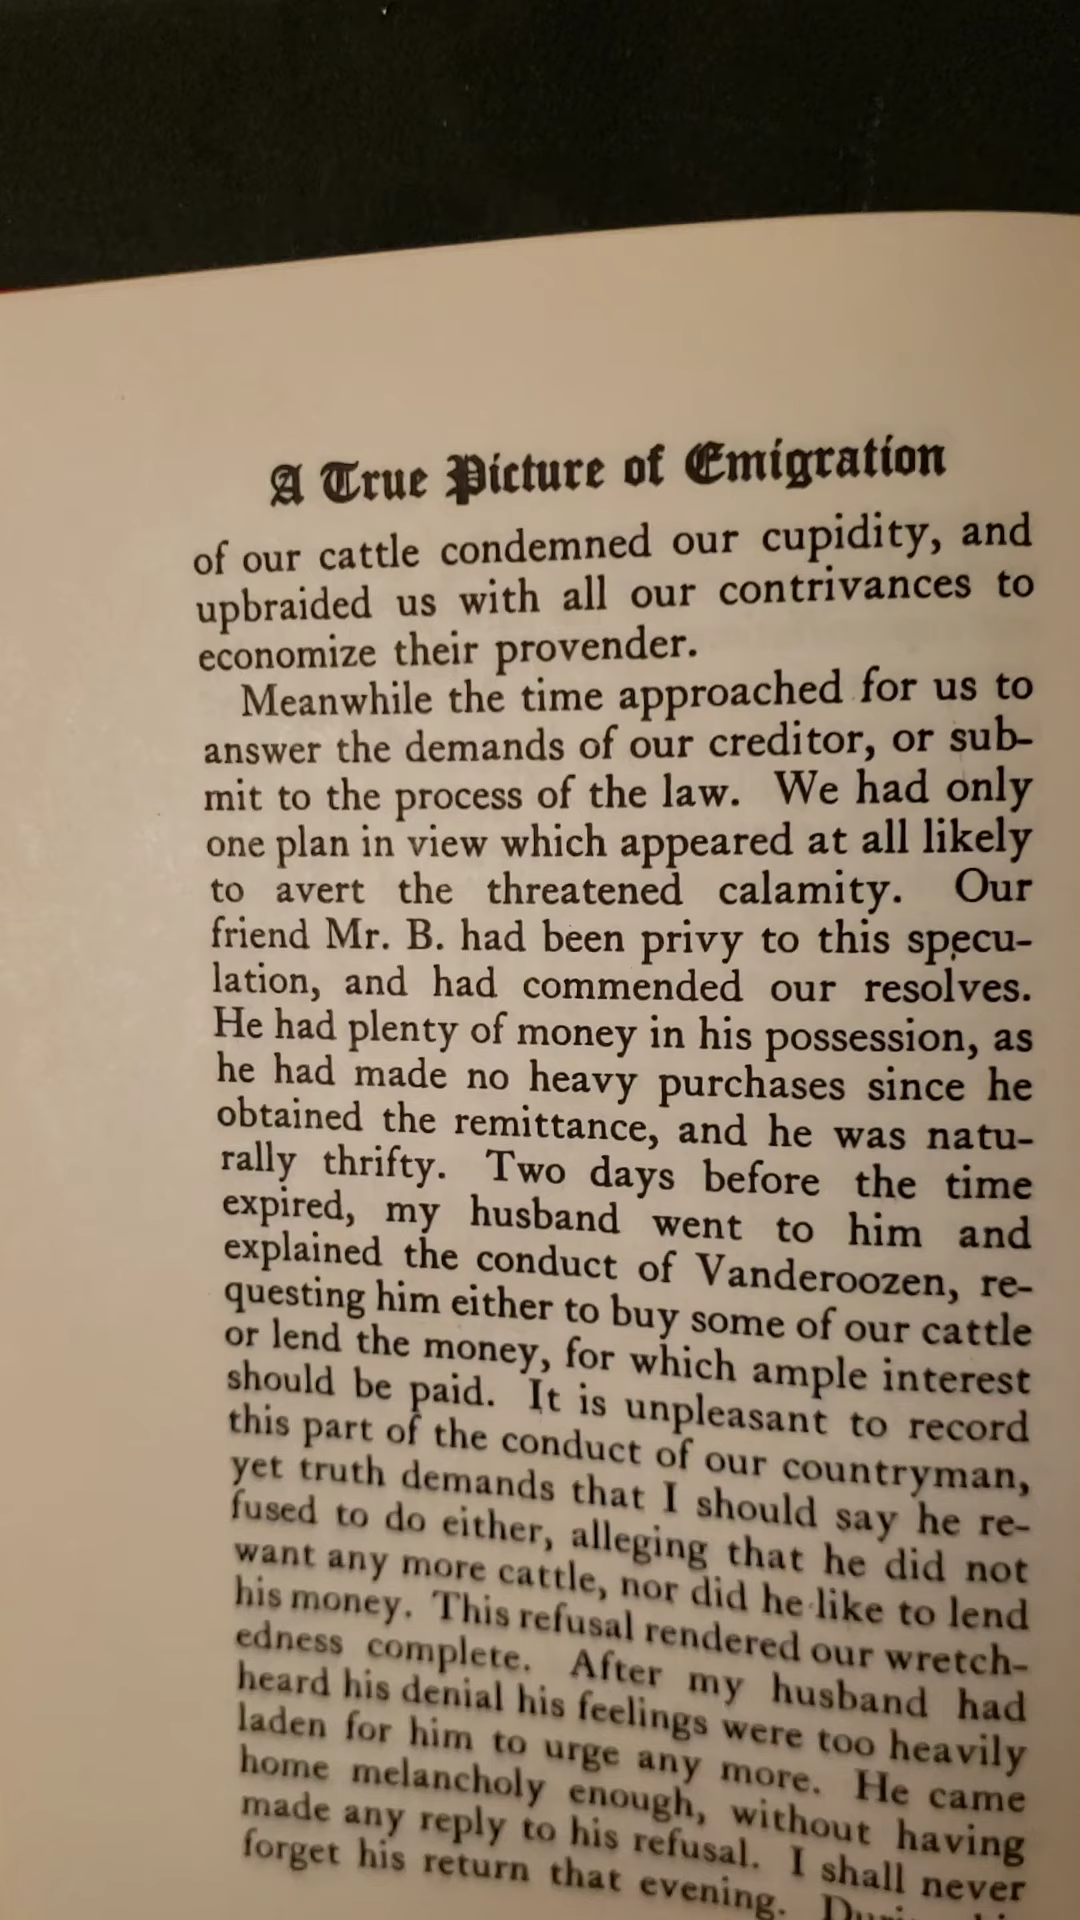 A True Picture of Emigration
of our cattle condemned our cupidity, and
upbraided us with all our contrivances to
economize their provender.
Meanwhile the time approached for us to
answer the demands of our creditor, or sub-
mit to the process of the law. We had only
one plan in view which appeared at all likely
to avert the threatened calamity. Our
friend Mr. B. had been privy to this specu-
lation, and had commended our resolves.
He had plenty of money in his possession, as
he had made no heavy purchases since he
obtained the remittance, and he was natu-
rally thrifty. Two days before the time
expired, my husband went to him and
explained the conduct of Vanderoozen, re-
questing him either to buy some of our cattle
or lend the money, for which ample interest
should be paid. It is unpleasant to record
this part of the conduct of our countryman,
yet truth demands that I should say he re-
fused to do either, alleging that he did not
want any more cattle, nor did he like to lend
his money. This refusal rendered our wretch-
edness complete. After my husband had
heard his denial his feelings were too heavily
laden for him to urge any more. He came
home melancholy enough, without having
made any reply to his refusal. I shall never
forget his return that evening.